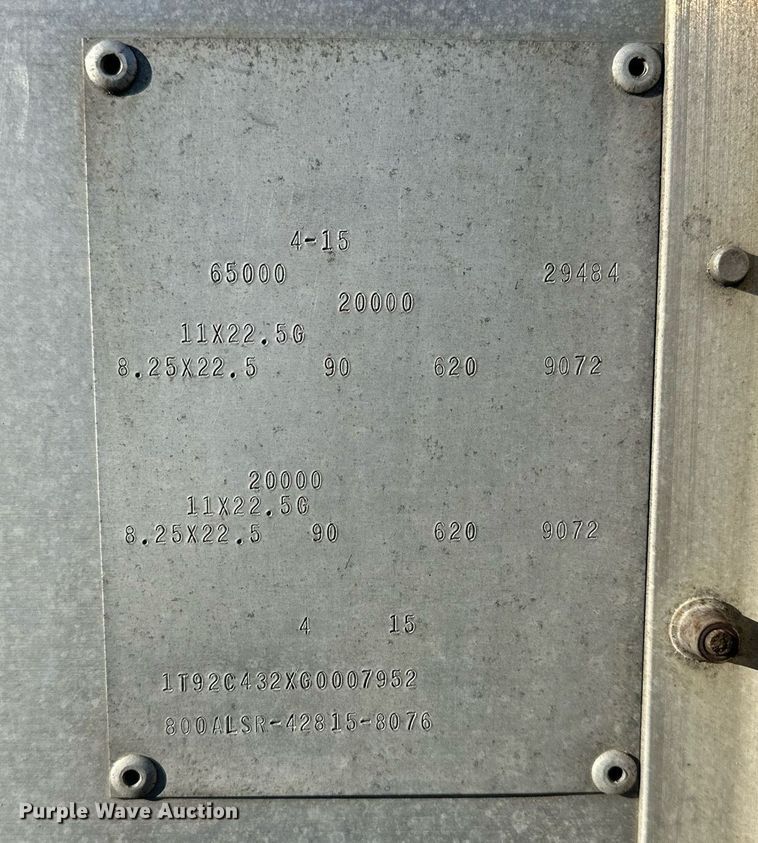 4-15
65000 29484
20000
11X22.5G
8.25X22.5 90 620 9072
20000
11X22.5G
8.25X22.5 90 620 9072
4 15
1T92C432XG0007952
800ALSR-42815-8076
Purple Wave Auction